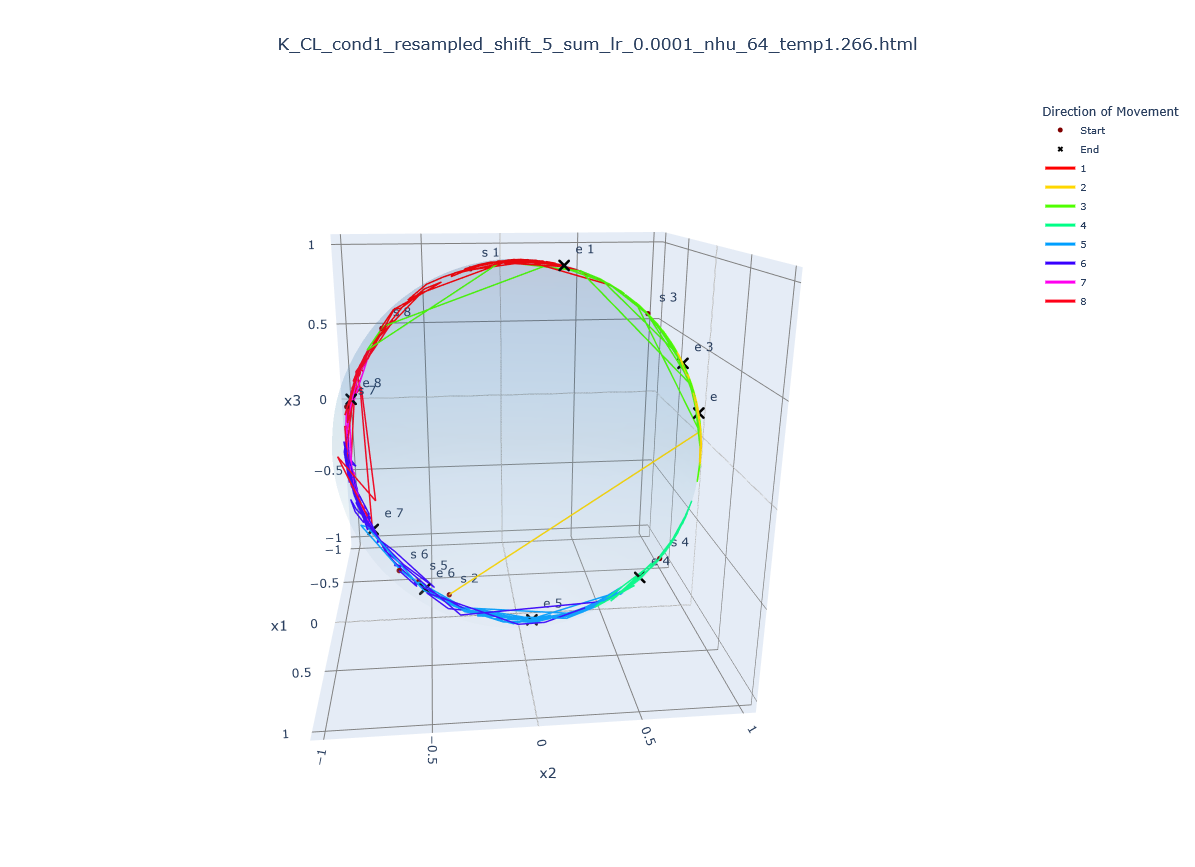 K_CL_cond1_resampled_shift_5_sum_lr_0.0001_nhu_64_temp1.266.html
Direction of Movement
Start
End
1
2
3
4
5
6
7
8
s 1
e 1
s 3
s 8
e 3
e 8
e
e 7
s 6
s 5
e 6
s 2
s 4
e 5
x3
1
0.5
0
−0.5
−1
x1
−1
−0.5
0
0.5
1
x2
−1
−0.5
0
0.5
1